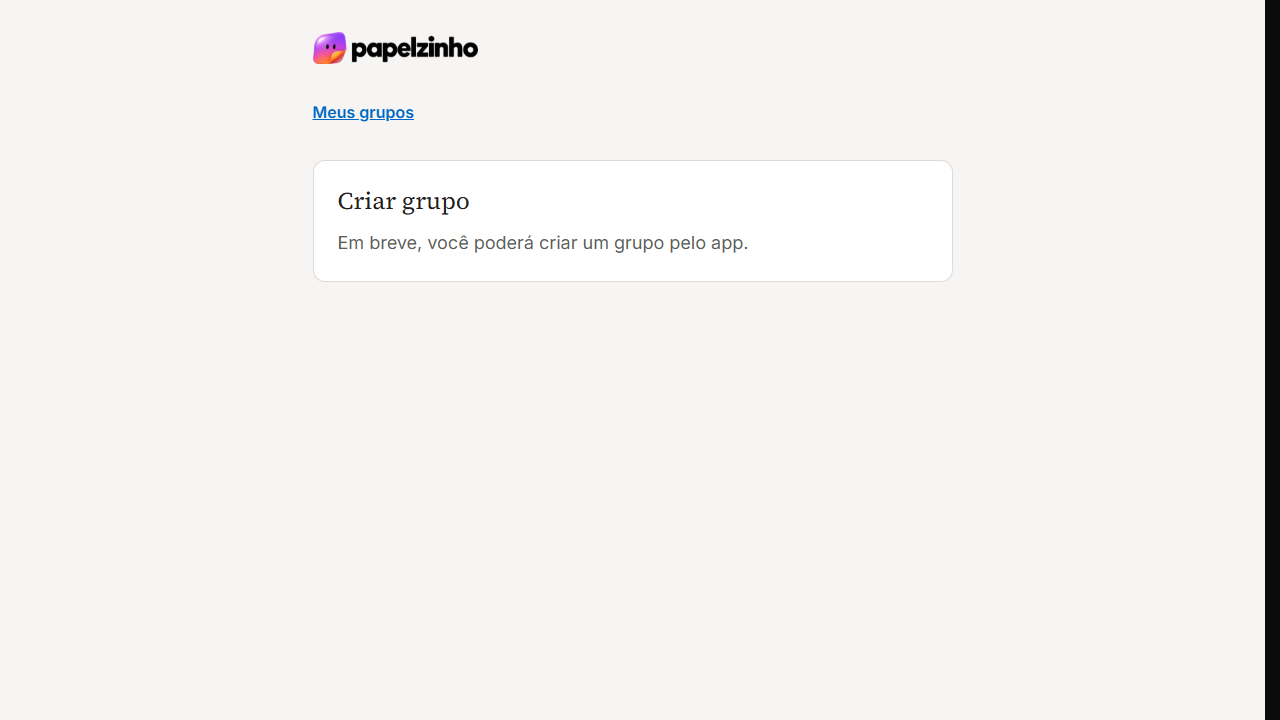 papelzinho
Meus grupos
Criar grupo
Em breve, você poderá criar um grupo pelo app.